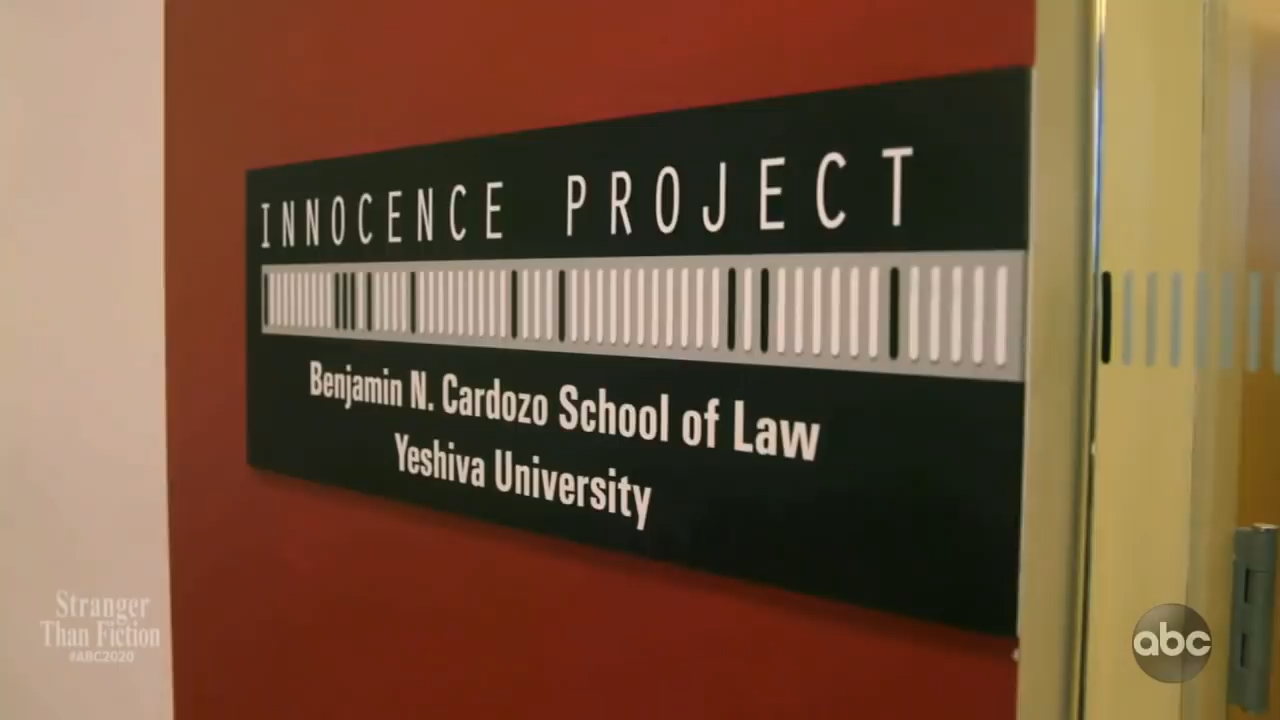 INNOCENCE PROJECT
Benjamin N. Cardozo School of Law
Yeshiva University
Stranger
Than Fiction
#ABC2020
abc